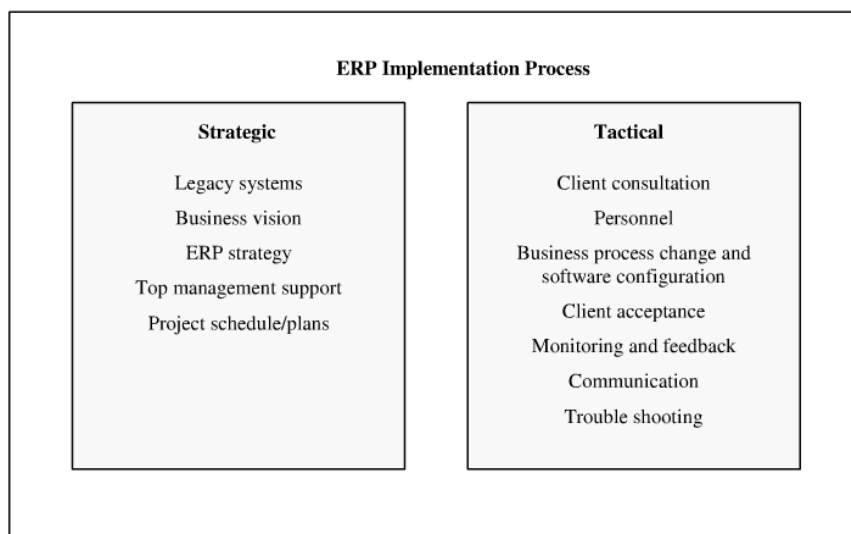 ERP Implementation Process
Strategic
Legacy systems
Business vision
ERP strategy
Top management support
Project schedule/plans
Tactical
Client consultation
Personnel
Business process change and
software configuration
Client acceptance
Monitoring and feedback
Communication
Trouble shooting